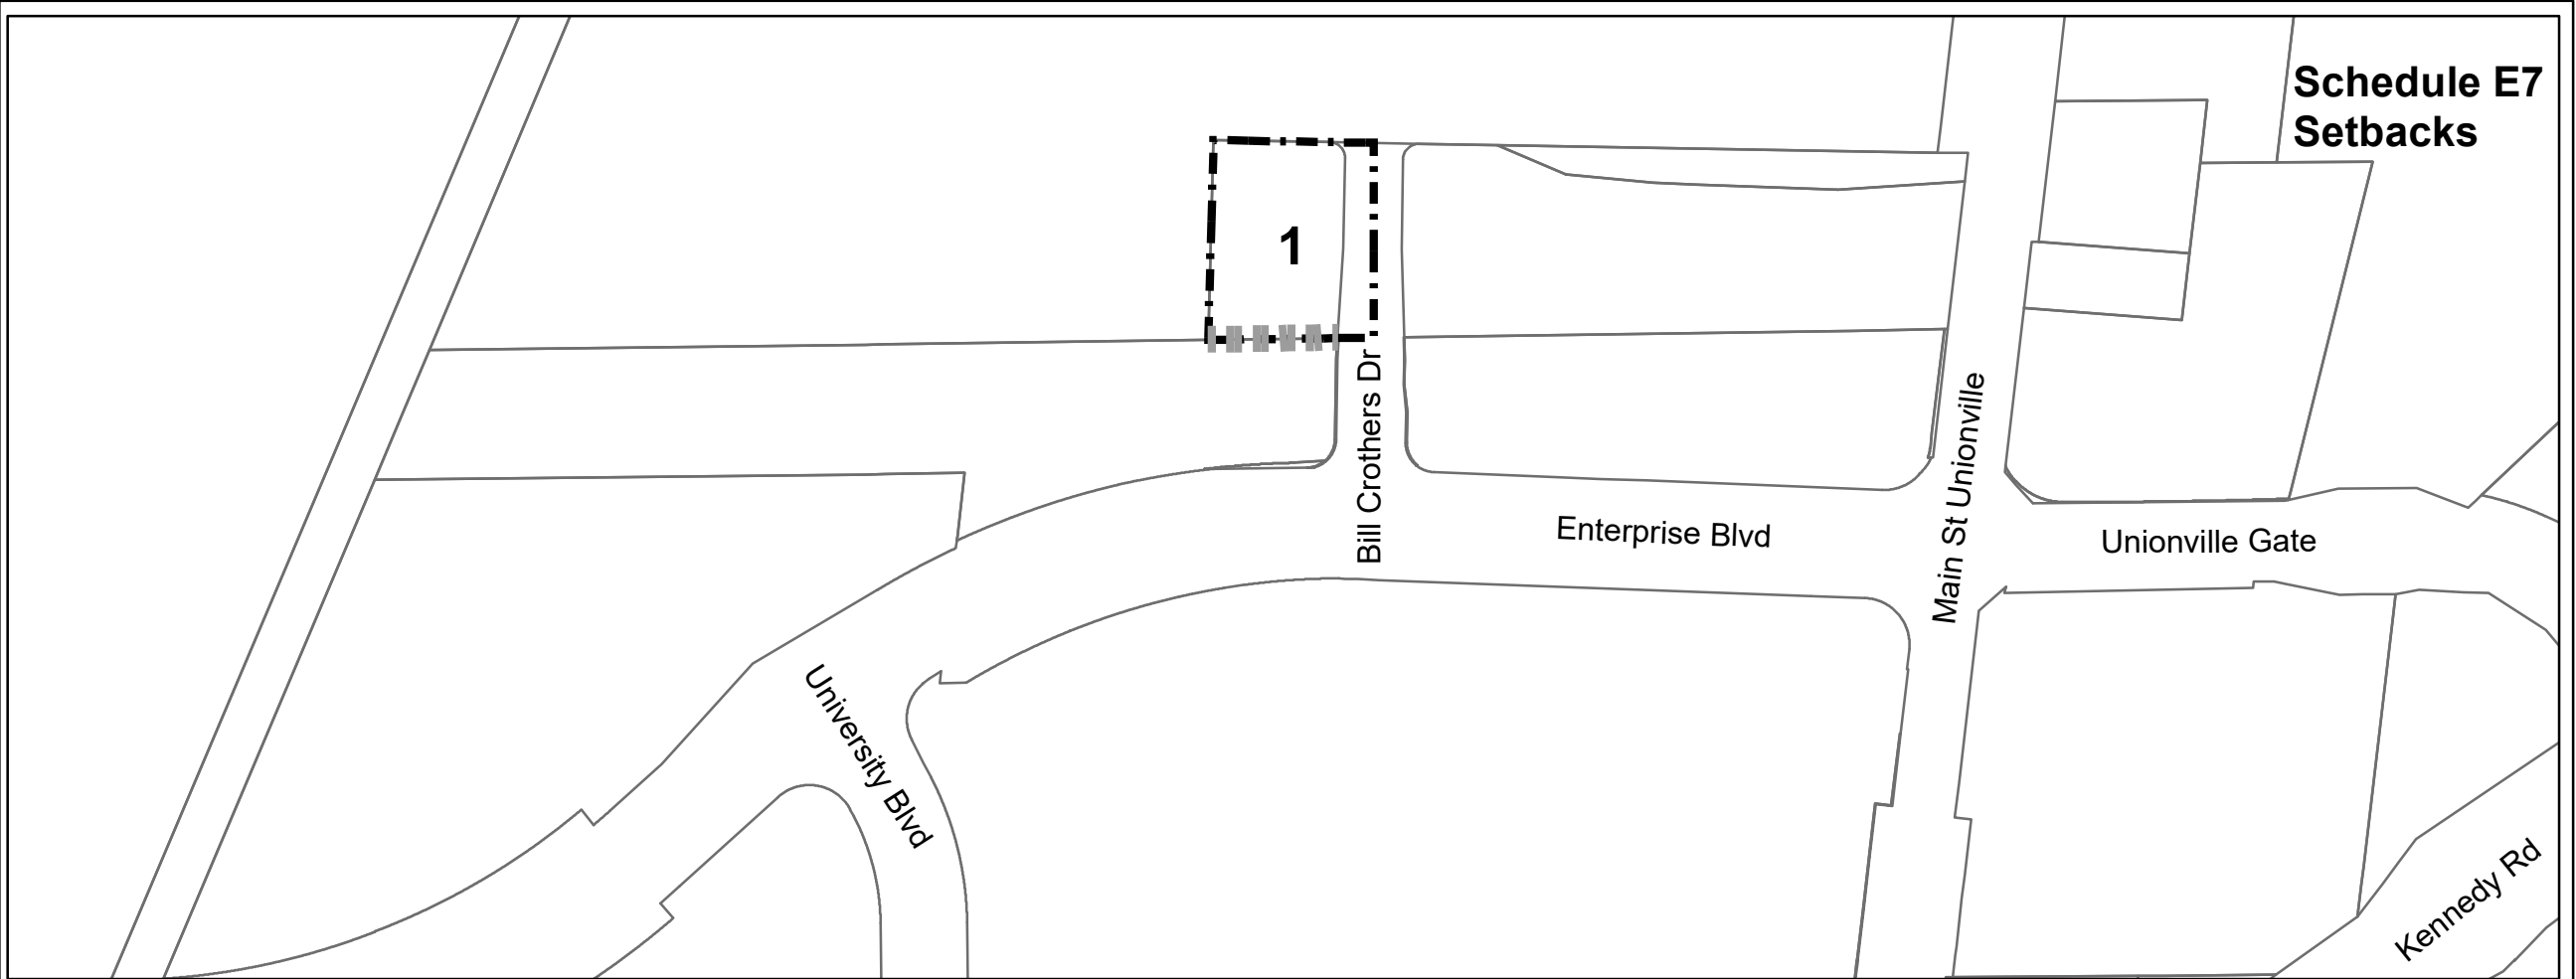 Schedule E7
Setbacks
1
Bill Crothers Dr
Enterprise Blvd
Main St Unionville
Unionville Gate
University Blvd
Kennedy Rd